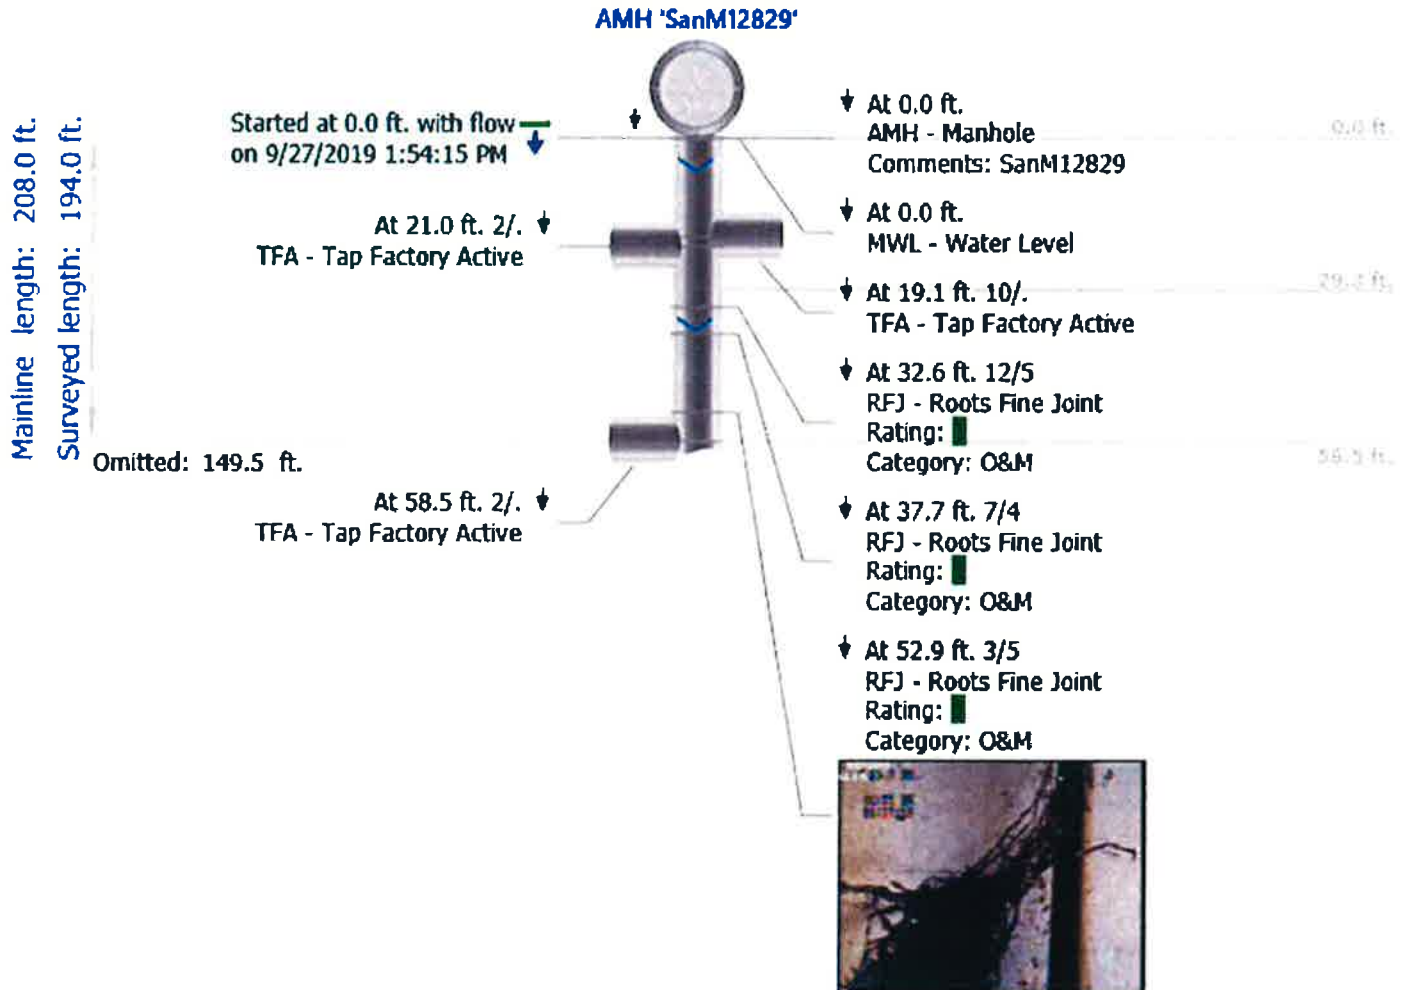 AMH 'SanM12829'
Mainline length: 208.0 ft.
Surveyed length: 194.0 ft.
Started at 0.0 ft. with flow
on 9/27/2019 1:54:15 PM
At 0.0 ft.
AMH - Manhole
Comments: SanM12829
0.0 ft.
At 0.0 ft.
MWL - Water Level
At 21.0 ft. 2/.
TFA - Tap Factory Active
At 19.1 ft. 10/.
TFA - Tap Factory Active
At 32.6 ft. 12/5
RFJ - Roots Fine Joint
Rating:
Category: O&M
Omitted: 149.5 ft.
58.5 ft.
At 58.5 ft. 2/.
TFA - Tap Factory Active
At 37.7 ft. 7/4
RFJ - Roots Fine Joint
Rating:
Category: O&M
At 52.9 ft. 3/5
RFJ - Roots Fine Joint
Rating:
Category: O&M